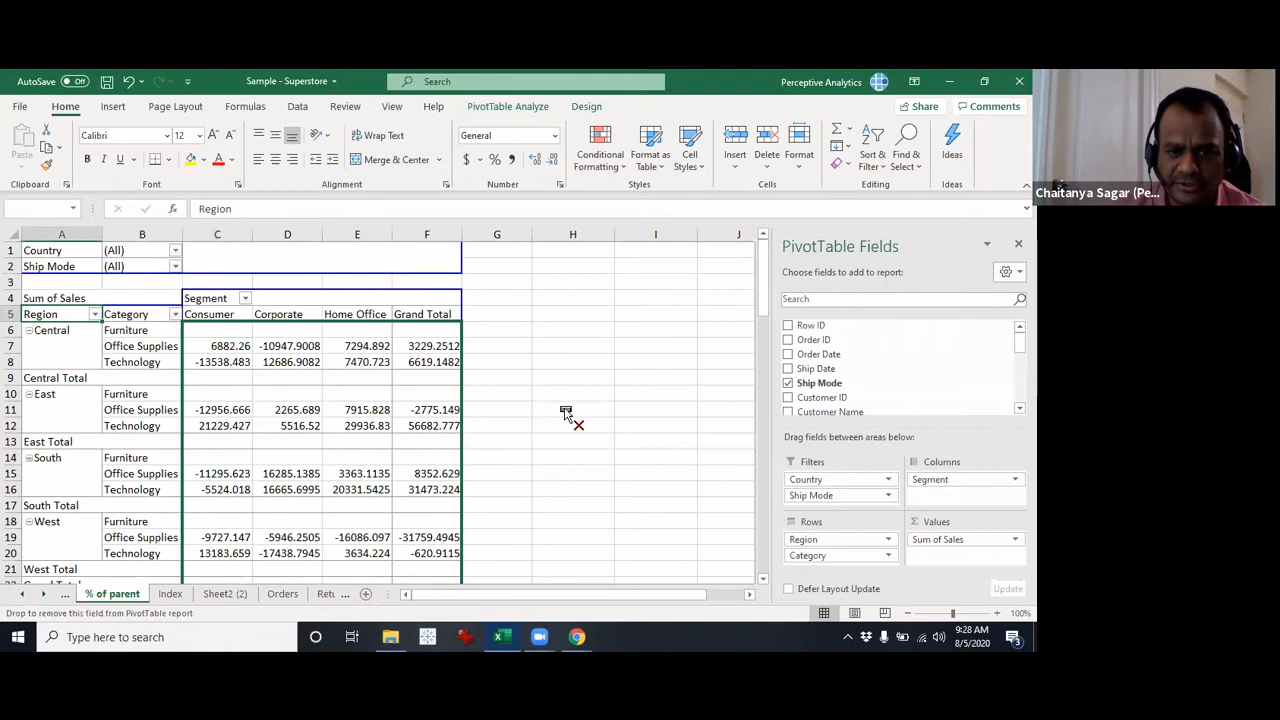 AutoSave Off Sample - Superstore Search Perceptive Analytics
File Home Insert Page Layout Formulas Data Review View Help PivotTable Analyze Design Share Comments
Paste Calibri 12 Wrap Text General Conditional Formatting Format as Table Cell Styles Insert Delete Format Sort & Filter Find & Select Ideas
B I U Merge & Center $ % ,
Clipboard Font Alignment Number Styles Cells Editing Ideas
Chaitanya Sagar (Pe...
fx Region
A B C D E F G H I J
1 Country (All)
2 Ship Mode (All)
3
4 Sum of Sales Segment
5 Region Category Consumer Corporate Home Office Grand Total
6 Central Furniture
7 Office Supplies 6882.26 -10947.9008 7294.892 3229.2512
8 Technology -13538.483 12686.9082 7470.723 6619.1482
9 Central Total
10 East Furniture
11 Office Supplies -12956.666 2265.689 7915.828 -2775.149
12 Technology 21229.427 5516.52 29936.83 56682.777
13 East Total
14 South Furniture
15 Office Supplies -11295.623 16285.1385 3363.1135 8352.629
16 Technology -5524.018 16665.6995 20331.5425 31473.224
17 South Total
18 West Furniture
19 Office Supplies -9727.147 -5946.2505 -16086.097 -31759.4945
20 Technology 13183.659 -17438.7945 3634.224 -620.9115
21 West Total
PivotTable Fields
Choose fields to add to report:
Search
Row ID
Order ID
Order Date
Ship Date
Ship Mode
Customer ID
Customer Name
Drag fields between areas below:
Filters Columns
Country Segment
Ship Mode
Rows Σ Values
Region Sum of Sales
Category
Defer Layout Update Update
... % of parent Index Sheet2 (2) Orders Retu ...
Drop to remove this field from PivotTable report 100%
Type here to search
9:28 AM
8/5/2020
3